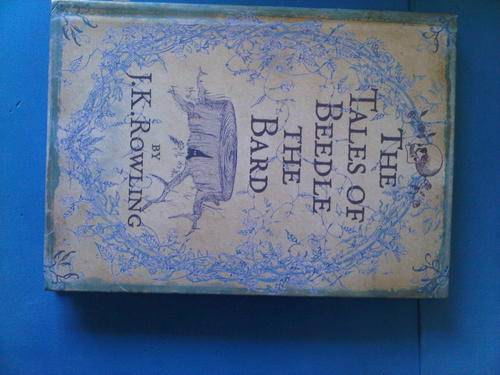 THE
TALES OF
BEEDLE
THE
BARD
BY
J.K. ROWLING